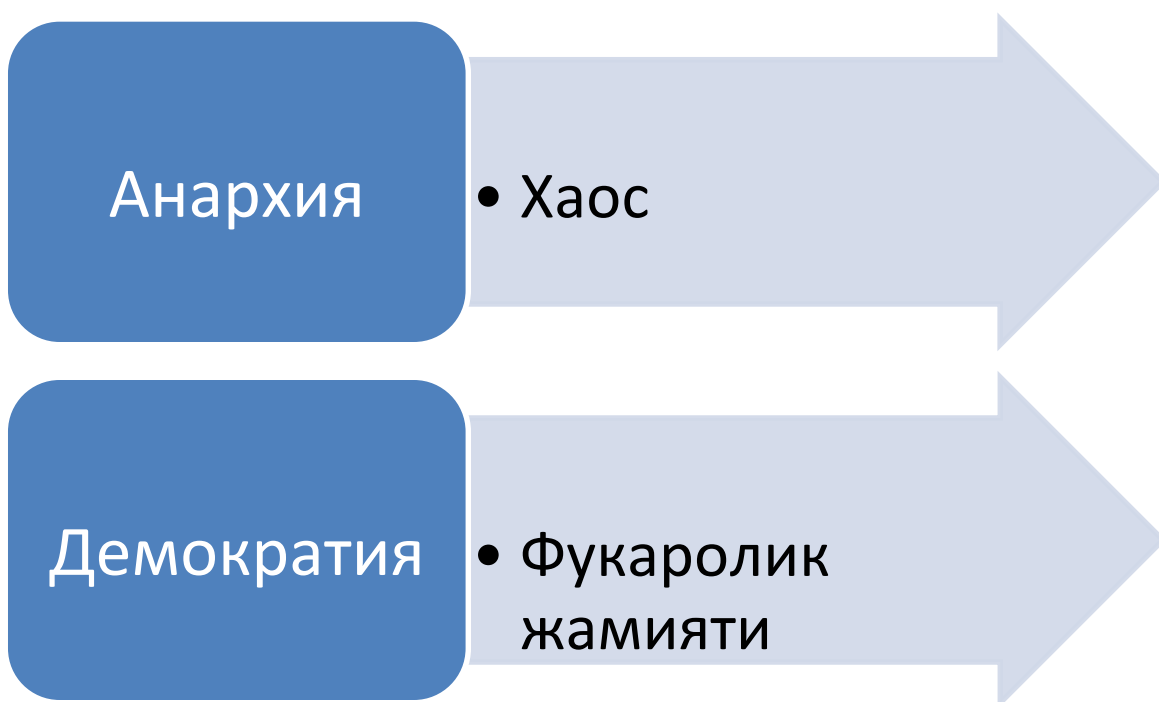 Анархия
• Хаос
Демократия
• Фукаролик
жамияти